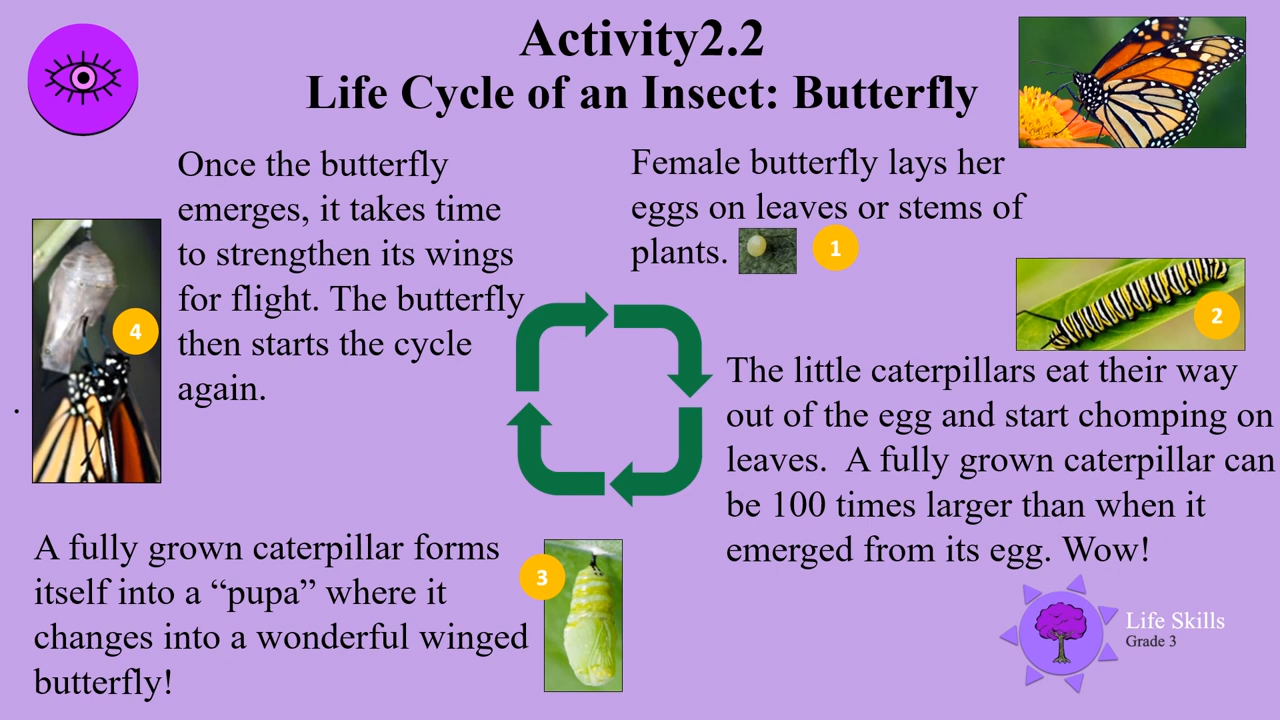 Activity2.2
Life Cycle of an Insect: Butterfly
Female butterfly lays her
eggs on leaves or stems of
plants.
1
2
The little caterpillars eat their way
out of the egg and start chomping on
leaves.  A fully grown caterpillar can
be 100 times larger than when it
emerged from its egg. Wow!
3
A fully grown caterpillar forms
itself into a “pupa” where it
changes into a wonderful winged
butterfly!
4
Once the butterfly
emerges, it takes time
to strengthen its wings
for flight. The butterfly
then starts the cycle
again.
.
Life Skills
Grade 3